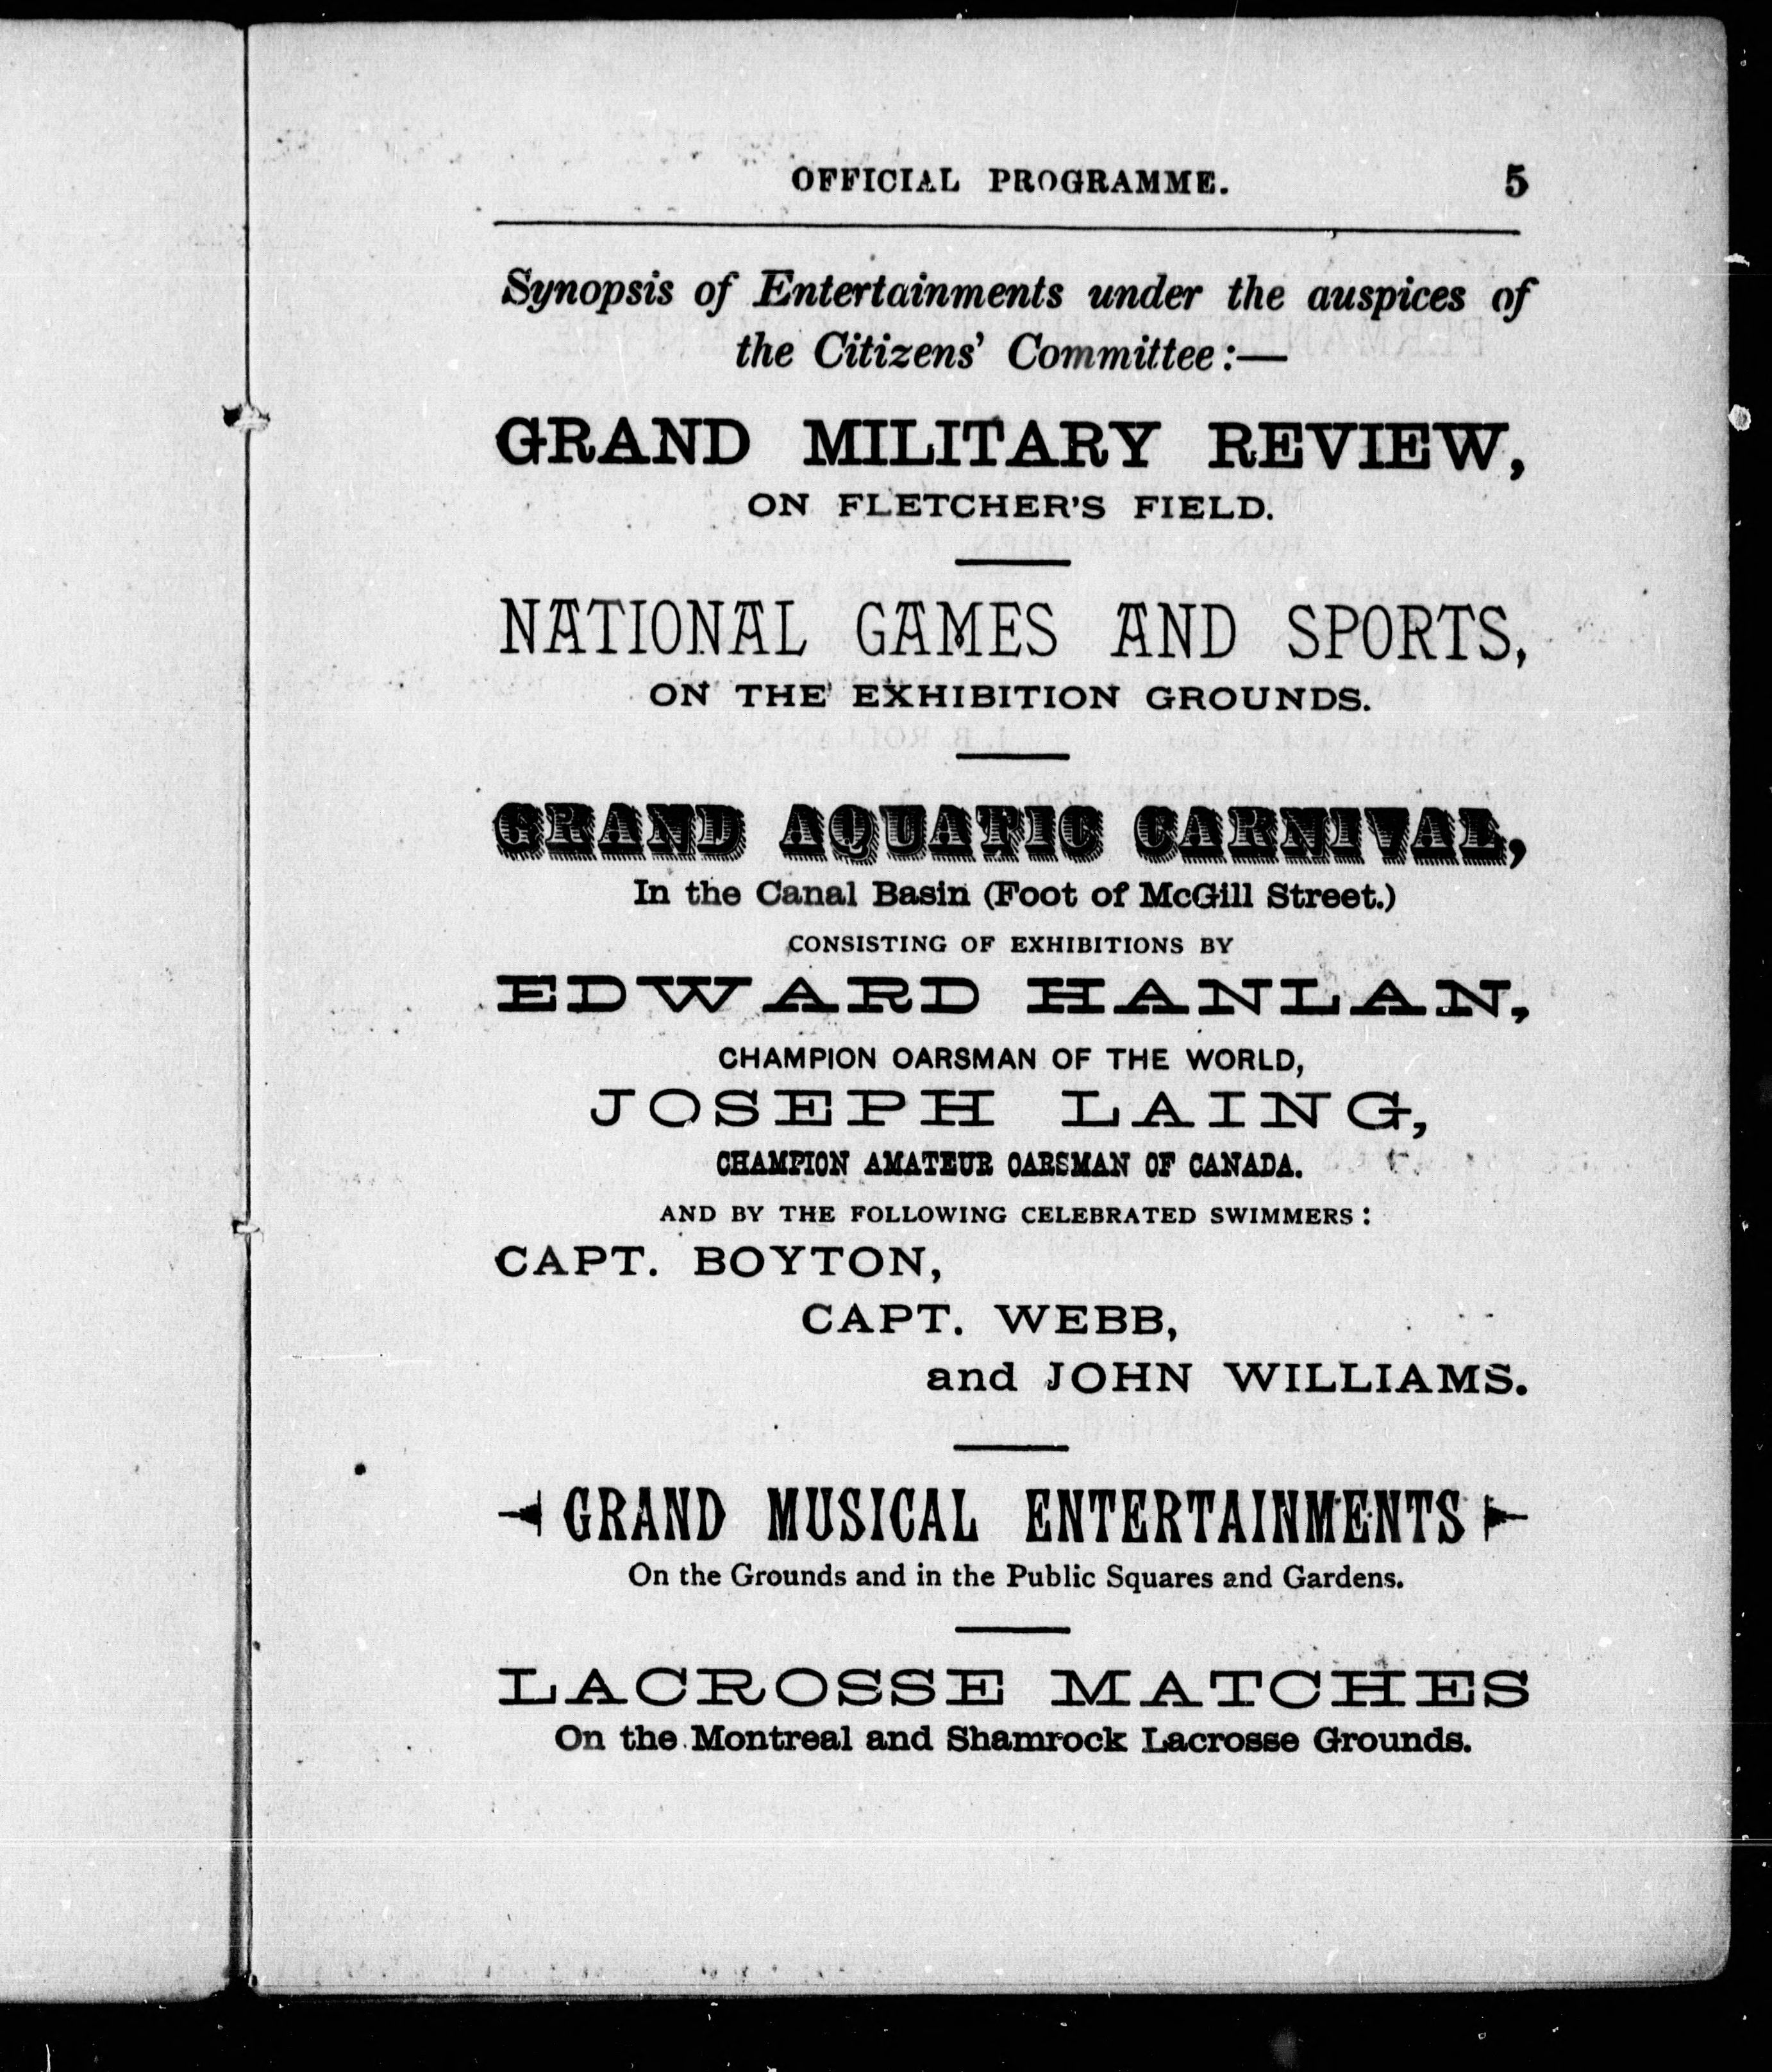 OFFICIAL PROGRAMME. 5
Synopsis of Entertainments under the auspices of
the Citizens' Committee:—
GRAND MILITARY REVIEW,
ON FLETCHER'S FIELD.
NATIONAL GAMES AND SPORTS,
ON THE EXHIBITION GROUNDS.
GRAND AQUATIC CARNIVAL,
In the Canal Basin (Foot of McGill Street.)
CONSISTING OF EXHIBITIONS BY
EDWARD HANLAN,
CHAMPION OARSMAN OF THE WORLD,
JOSEPH LAING,
CHAMPION AMATEUR OARSMAN OF CANADA.
AND BY THE FOLLOWING CELEBRATED SWIMMERS:
CAPT. BOYTON,
CAPT. WEBB,
and JOHN WILLIAMS.
GRAND MUSICAL ENTERTAINMENTS
On the Grounds and in the Public Squares and Gardens.
LACROSSE MATCHES
On the Montreal and Shamrock Lacrosse Grounds.